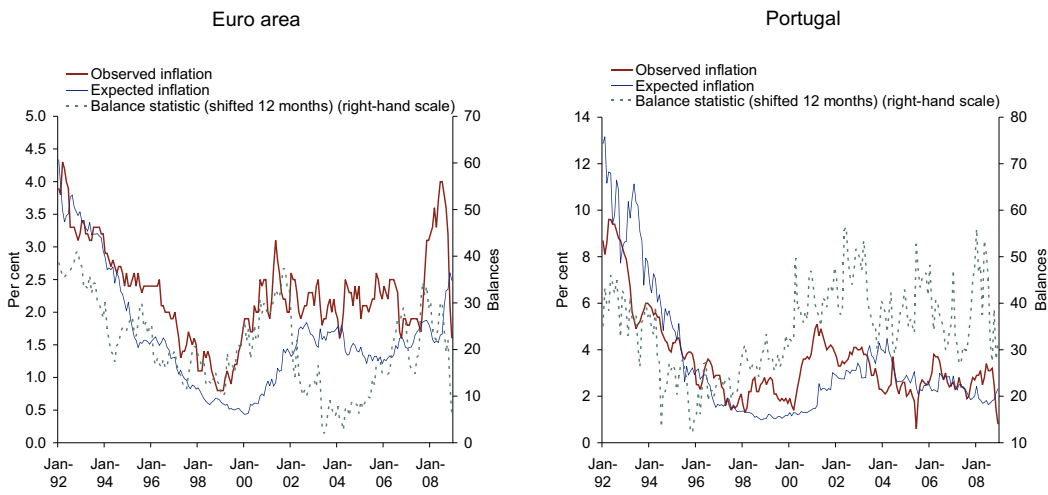 Euro area
Observed inflation
Expected inflation
Balance statistic (shifted 12 months) (right-hand scale)
5.0
4.5
4.0
3.5
3.0
2.5
2.0
1.5
1.0
0.5
0.0
Per cent
70
60
50
40
30
20
10
0
Balances
Jan-92
Jan-94
Jan-96
Jan-98
Jan-00
Jan-02
Jan-04
Jan-06
Jan-08
Portugal
Observed inflation
Expected inflation
Balance statistic (shifted 12 months) (right-hand scale)
14
12
10
8
6
4
2
0
Per cent
80
70
60
50
40
30
20
10
Balances
Jan-92
Jan-94
Jan-96
Jan-98
Jan-00
Jan-02
Jan-04
Jan-06
Jan-08